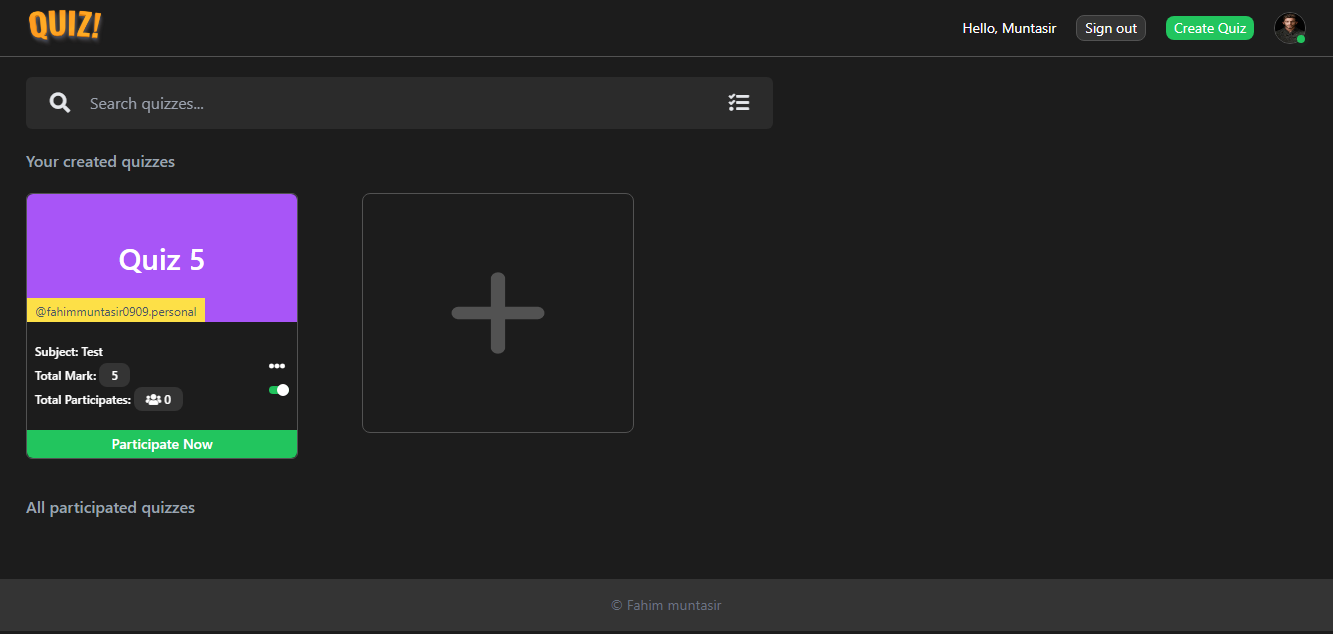 QUIZ!
Hello, Muntasir
Sign out
Create Quiz
Search quizzes...
Your created quizzes
Quiz 5
@fahimmuntasir0909.personal
Subject: Test
Total Mark: 5
Total Participates: 0
Participate Now
All participated quizzes
© Fahim muntasir